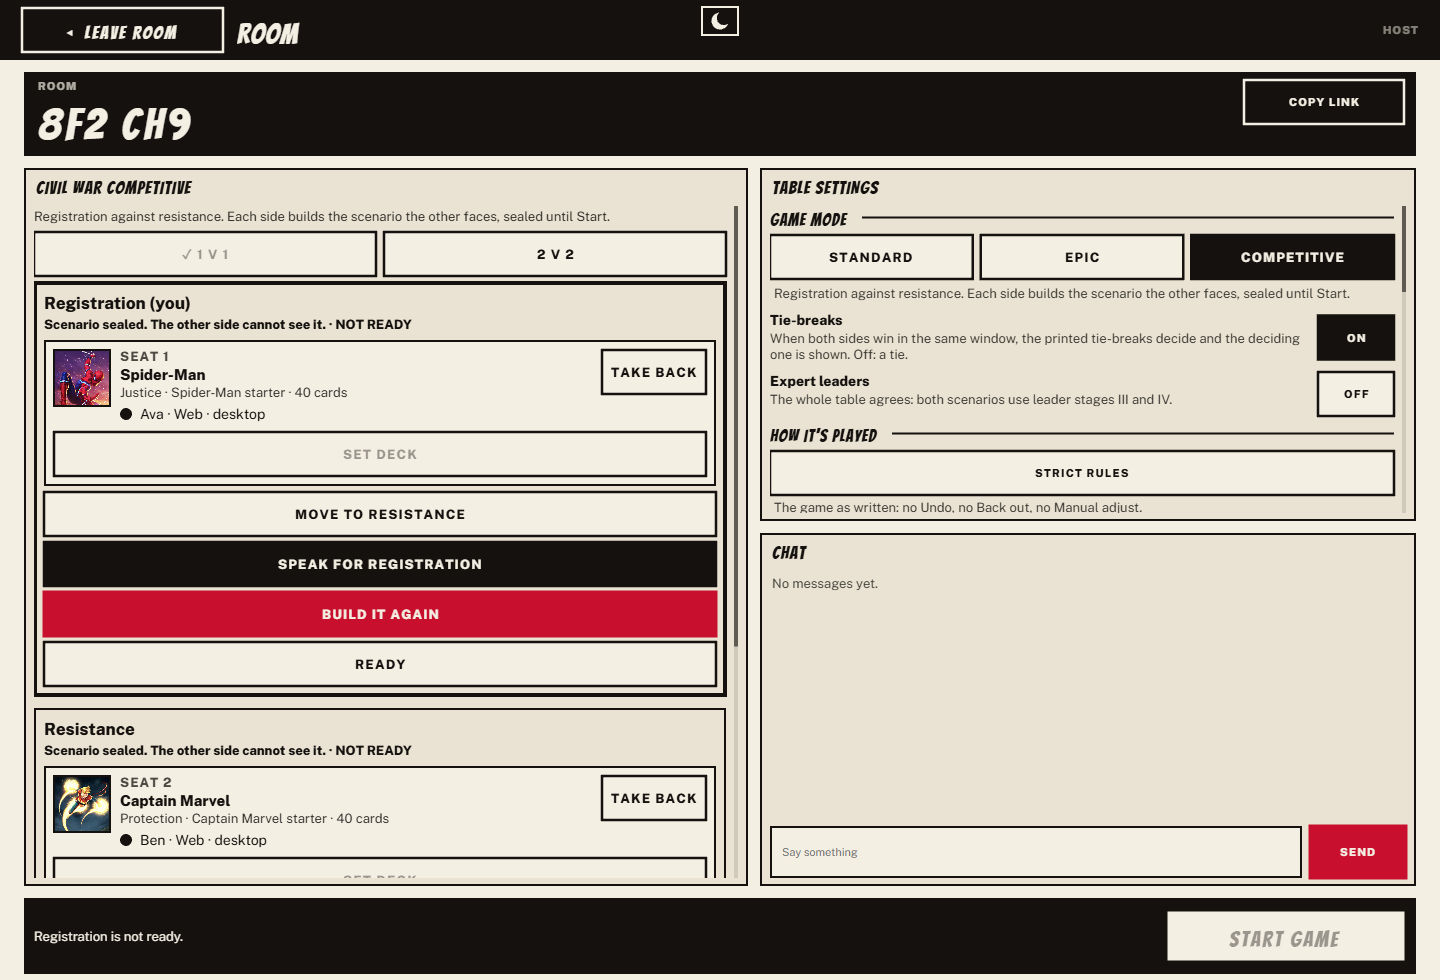 ◂ LEAVE ROOM
ROOM
HOST
ROOM
8F2 CH9
COPY LINK
CIVIL WAR COMPETITIVE
Registration against resistance. Each side builds the scenario the other faces, sealed until Start.
✓ 1 V 1
2 V 2
Registration (you)
Scenario sealed. The other side cannot see it. · NOT READY
SEAT 1
Spider-Man
Justice · Spider-Man starter · 40 cards
Ava · Web · desktop
TAKE BACK
SET DECK
MOVE TO RESISTANCE
SPEAK FOR REGISTRATION
BUILD IT AGAIN
READY
Resistance
Scenario sealed. The other side cannot see it. · NOT READY
SEAT 2
Captain Marvel
Protection · Captain Marvel starter · 40 cards
Ben · Web · desktop
TAKE BACK
SET DECK
TABLE SETTINGS
GAME MODE
STANDARD
EPIC
COMPETITIVE
Registration against resistance. Each side builds the scenario the other faces, sealed until Start.
Tie-breaks
When both sides win in the same window, the printed tie-breaks decide and the deciding
one is shown. Off: a tie.
ON
Expert leaders
The whole table agrees: both scenarios use leader stages III and IV.
OFF
HOW IT'S PLAYED
STRICT RULES
The game as written: no Undo, no Back out, no Manual adjust.
CHAT
No messages yet.
Say something
SEND
Registration is not ready.
START GAME